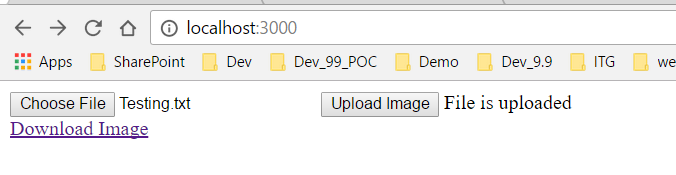 localhost:3000
Apps SharePoint Dev Dev_99_POC Demo Dev_9.9 ITG we
Choose File Testing.txt Upload Image File is uploaded
Download Image